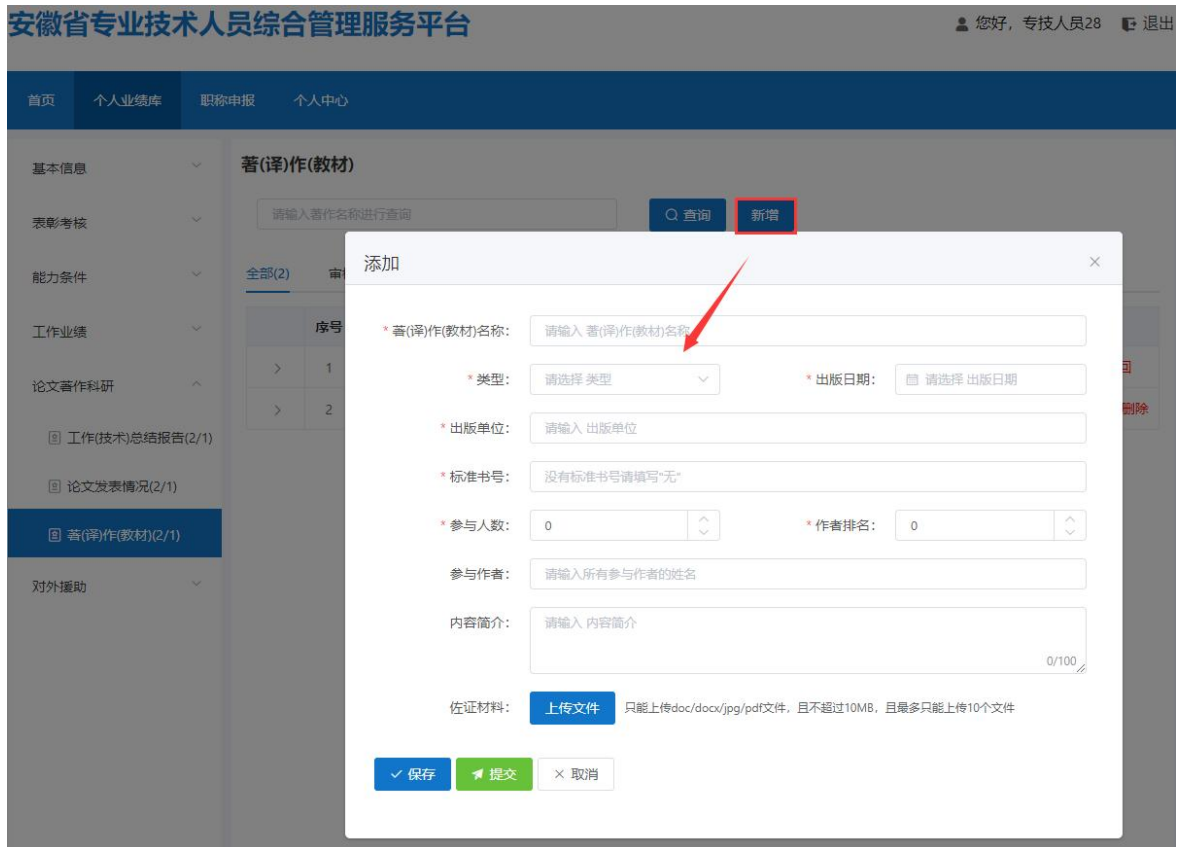 安徽省专业技术人员综合管理服务平台
您好，专技人员28 退出
首页 个人业绩库 职称申报 个人中心
基本信息
表彰考核
能力条件
工作业绩
论文著作科研
工作(技术)总结报告(2/1)
论文发表情况(2/1)
著(译)作(教材)(2/1)
对外援助
著(译)作(教材)
请输入著作名称进行查询 查询 新增
全部(2)
序号
1
2 删除
添加
* 著(译)作(教材)名称： 请输入 著(译)作(教材)名称
* 类型： 请选择 类型 * 出版日期： 请选择 出版日期
* 出版单位： 请输入 出版单位
* 标准书号： 没有标准书号请填写"无"
* 参与人数： 0 * 作者排名： 0
参与作者： 请输入所有参与作者的姓名
内容简介： 请输入 内容简介
0/100
佐证材料： 上传文件 只能上传doc/docx/jpg/pdf文件，且不超过10MB，且最多只能上传10个文件
保存 提交 取消